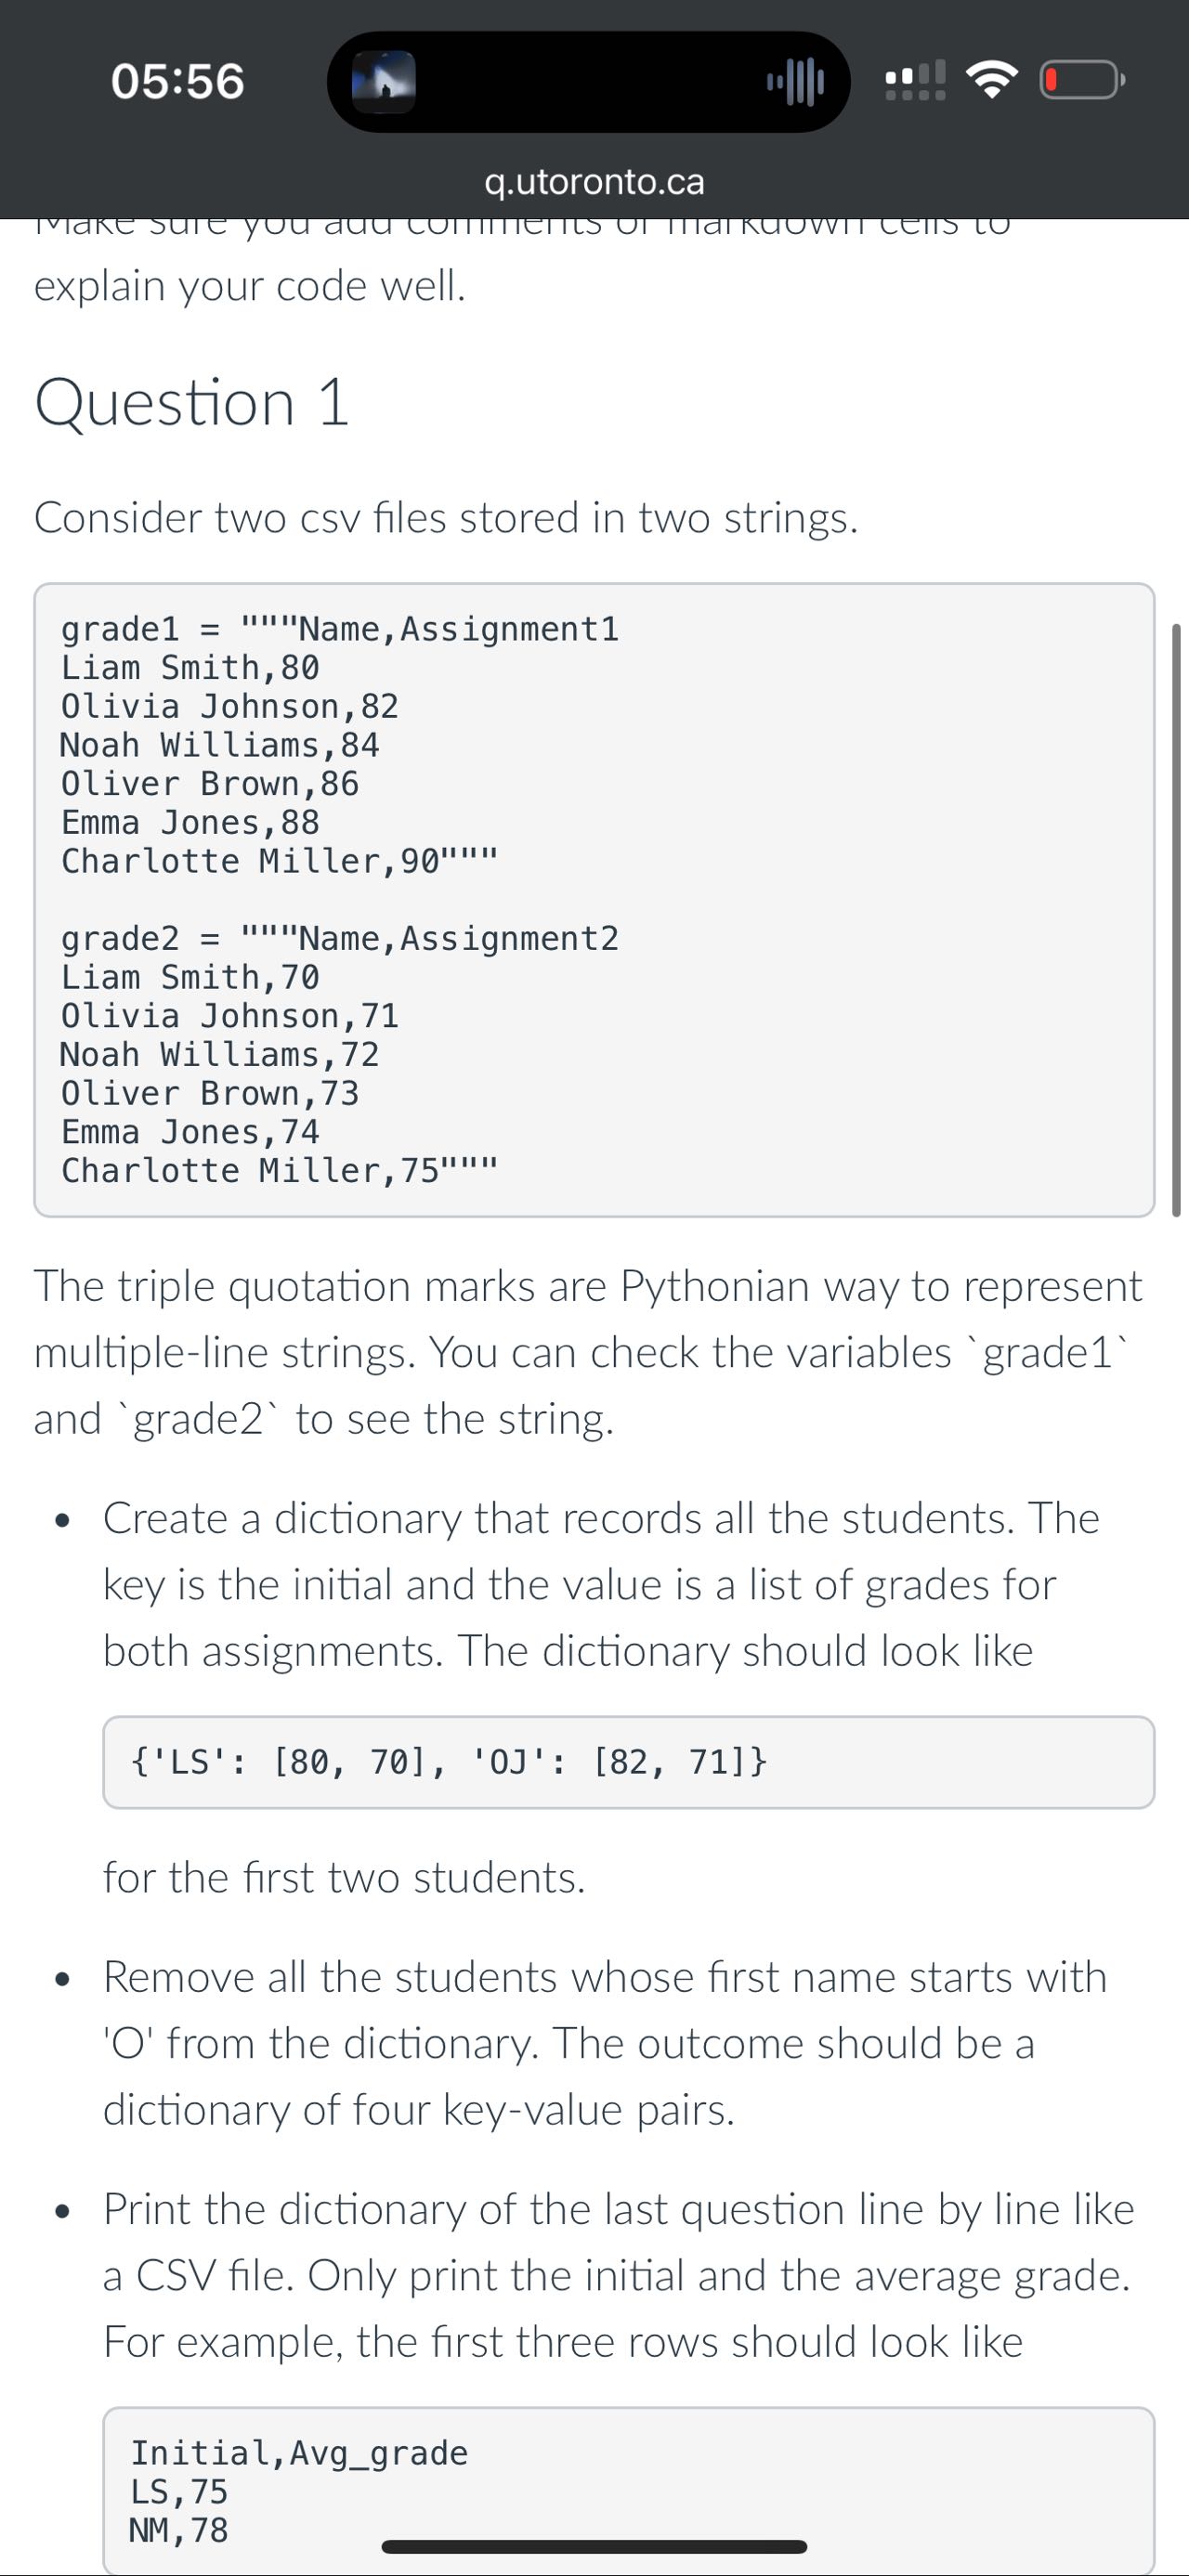 05:56
q.utoronto.ca
Make sure you add comments or markdown cells to
explain your code well.
Question 1
Consider two csv files stored in two strings.
grade1 = """Name,Assignment1
Liam Smith,80
Olivia Johnson,82
Noah Williams,84
Oliver Brown,86
Emma Jones,88
Charlotte Miller,90"""
grade2 = """Name,Assignment2
Liam Smith,70
Olivia Johnson,71
Noah Williams,72
Oliver Brown,73
Emma Jones,74
Charlotte Miller,75"""
The triple quotation marks are Pythonian way to represent
multiple-line strings. You can check the variables `grade1`
and `grade2` to see the string.
• Create a dictionary that records all the students. The
key is the initial and the value is a list of grades for
both assignments. The dictionary should look like
{'LS': [80, 70], 'OJ': [82, 71]}
for the first two students.
• Remove all the students whose first name starts with
'O' from the dictionary. The outcome should be a
dictionary of four key-value pairs.
• Print the dictionary of the last question line by line like
a CSV file. Only print the initial and the average grade.
For example, the first three rows should look like
Initial,Avg_grade
LS,75
NM,78